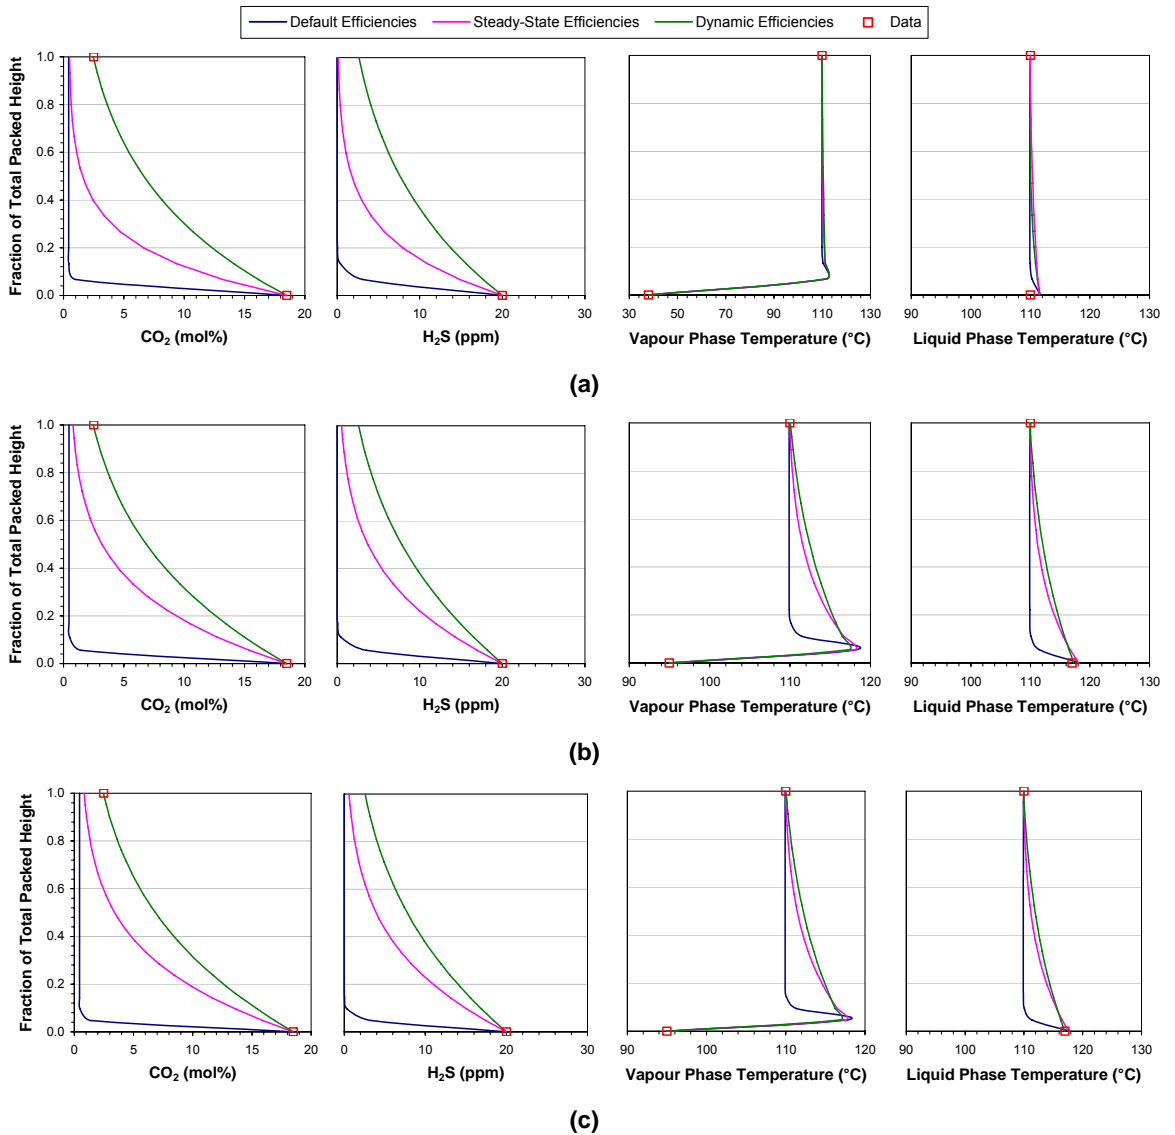 Default Efficiencies Steady-State Efficiencies Dynamic Efficiencies Data
Fraction of Total Packed Height
1.0
0.8
0.6
0.4
0.2
0.0
0 5 10 15 20
CO₂ (mol%)
0 10 20 30
H₂S (ppm)
30 50 70 90 110 130
Vapour Phase Temperature (°C)
90 100 110 120 130
Liquid Phase Temperature (°C)
(a)
Fraction of Total Packed Height
1.0
0.8
0.6
0.4
0.2
0.0
0 5 10 15 20
CO₂ (mol%)
0 10 20 30
H₂S (ppm)
90 100 110 120
Vapour Phase Temperature (°C)
90 100 110 120 130
Liquid Phase Temperature (°C)
(b)
Fraction of Total Packed Height
1.0
0.8
0.6
0.4
0.2
0.0
0 5 10 15 20
CO₂ (mol%)
0 10 20 30
H₂S (ppm)
90 100 110 120
Vapour Phase Temperature (°C)
90 100 110 120 130
Liquid Phase Temperature (°C)
(c)